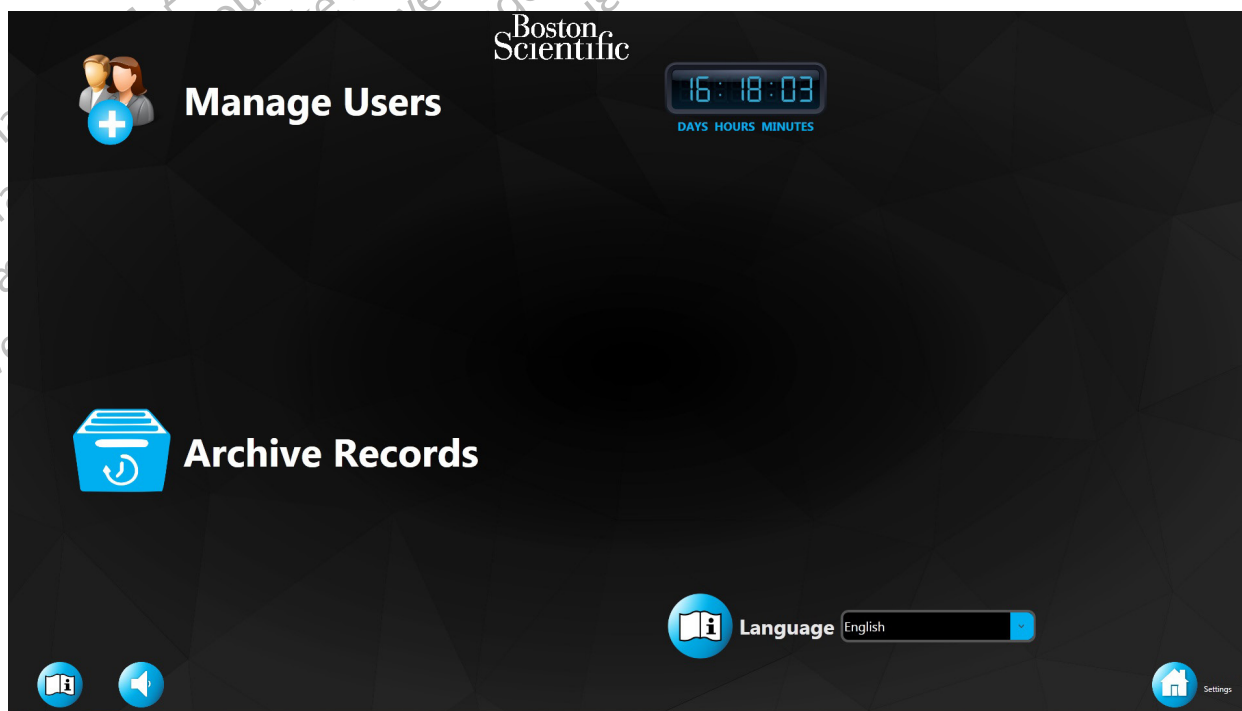 Boston
Scientific
Manage Users
16:18:03
DAYS HOURS MINUTES
Archive Records
Language English
Settings